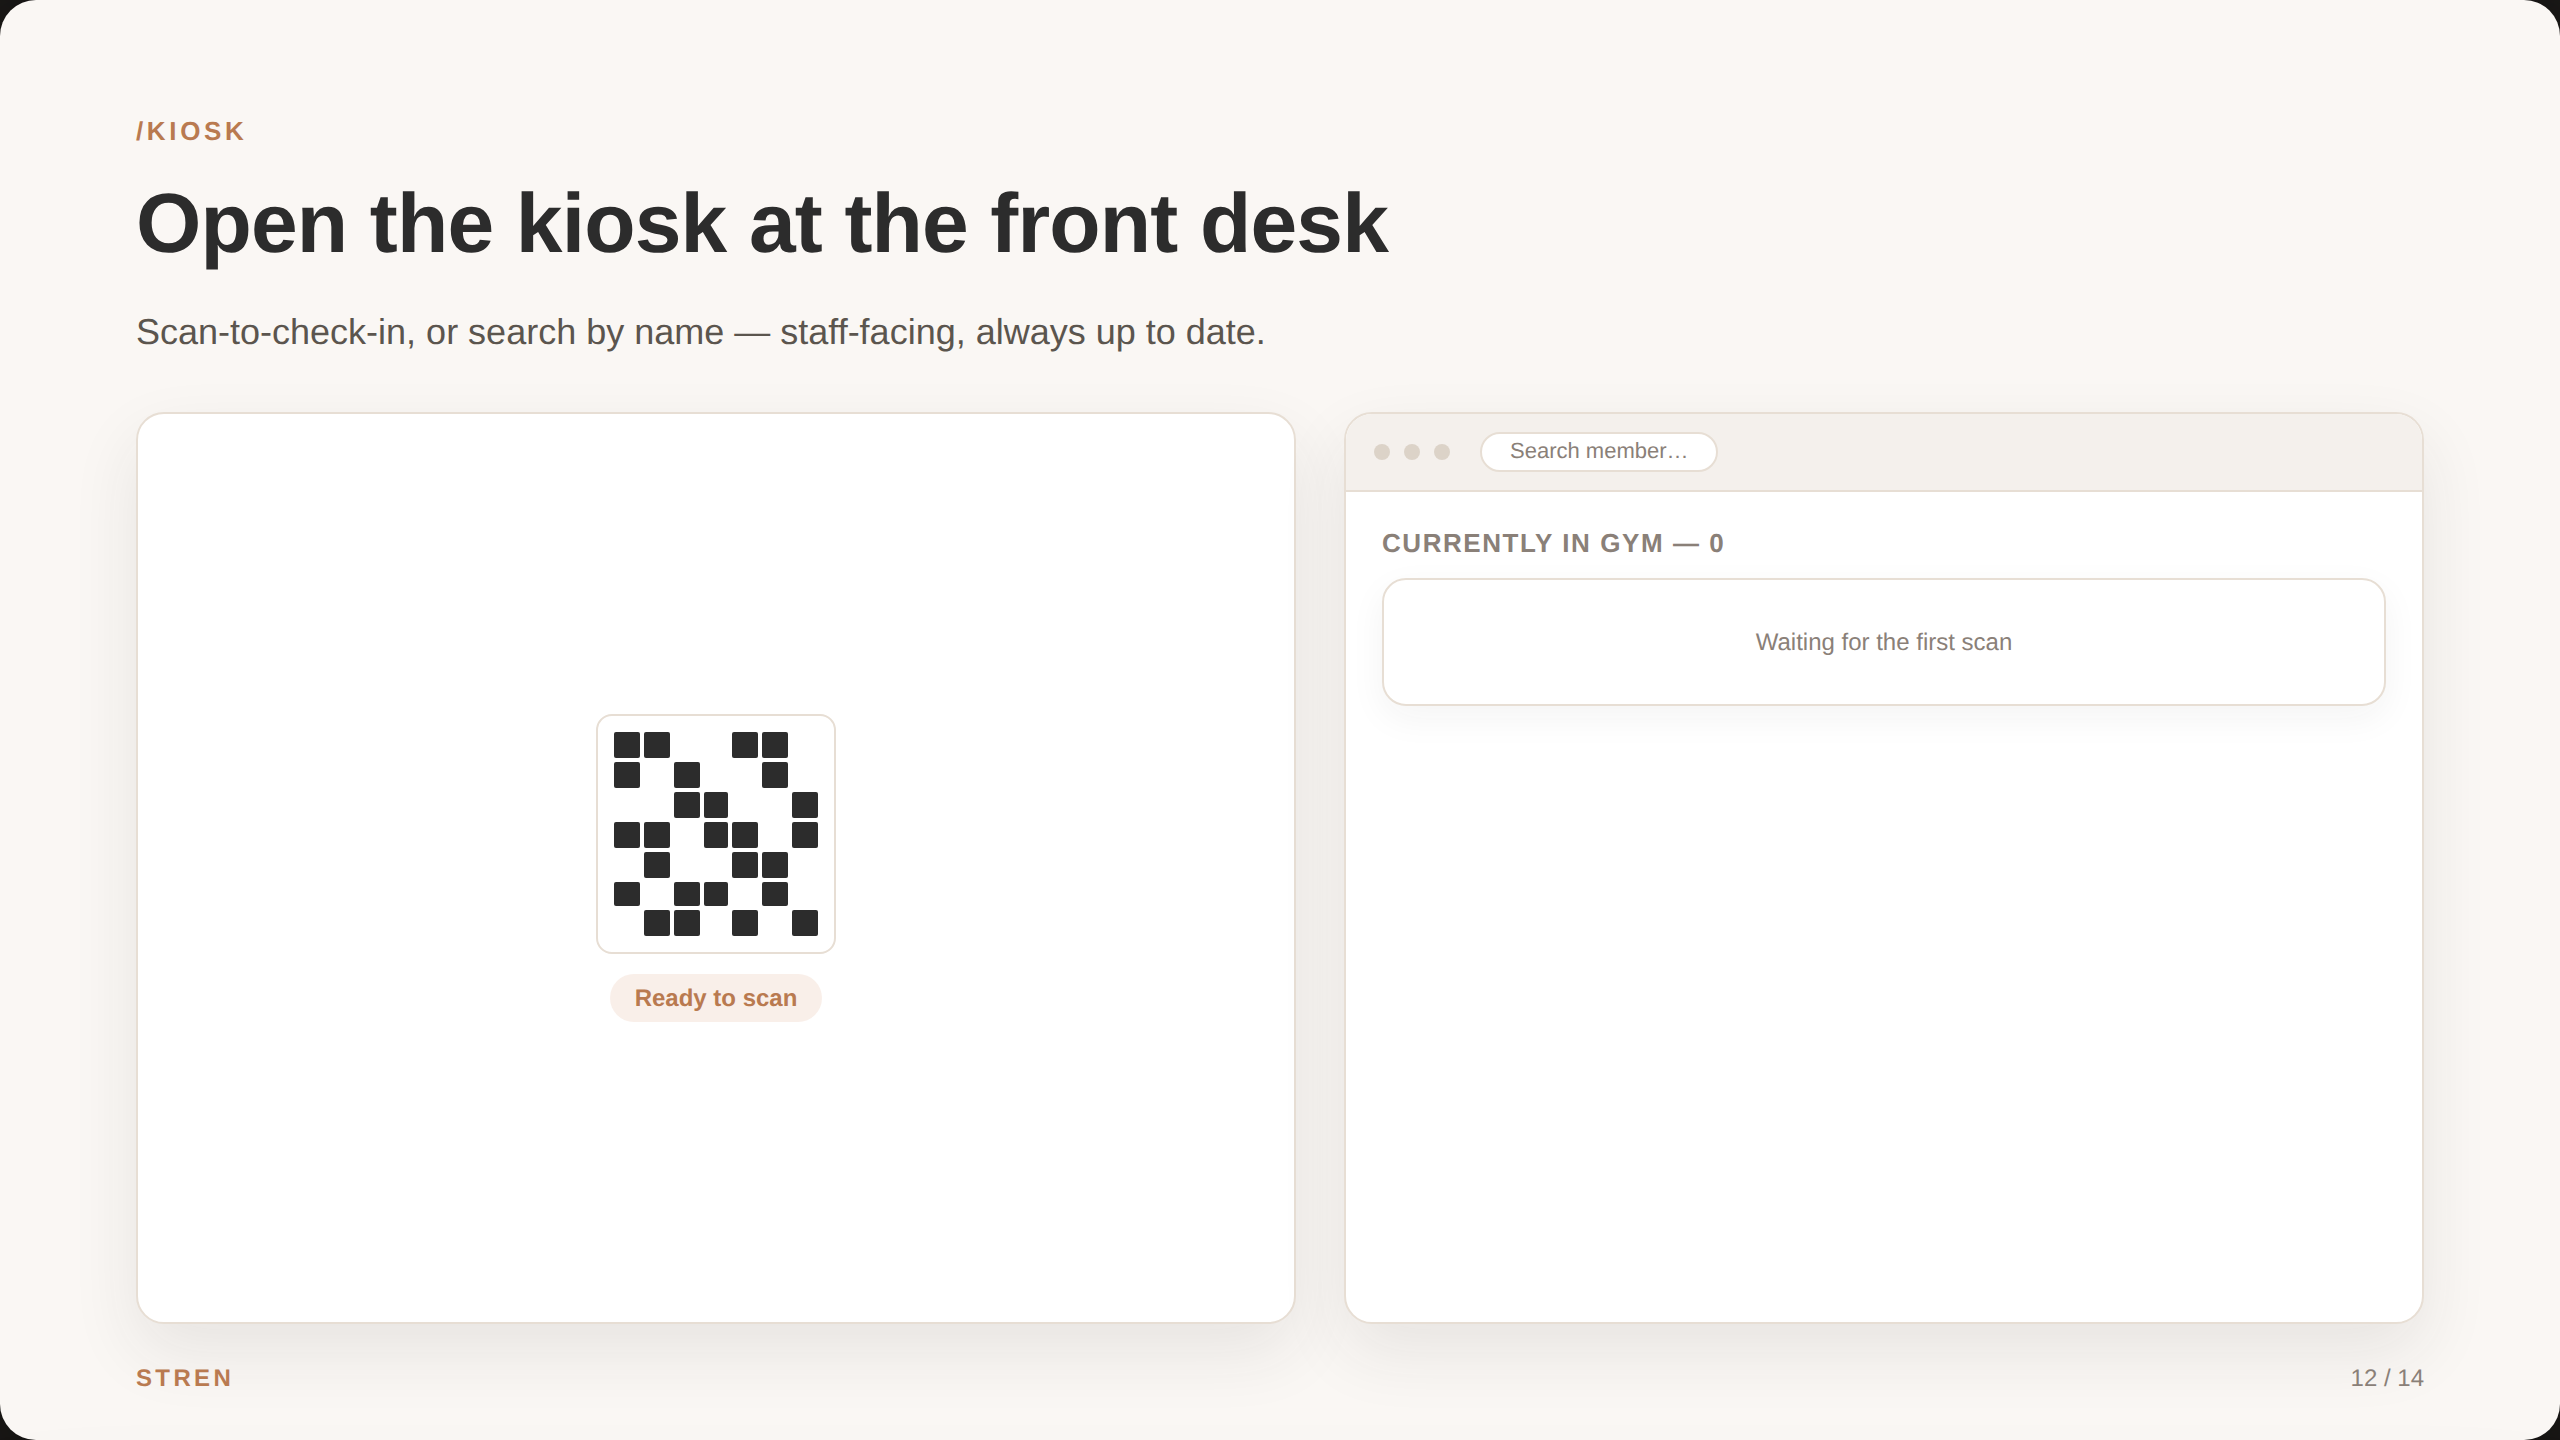 /KIOSK
Open the kiosk at the front desk
Scan-to-check-in, or search by name — staff-facing, always up to date.
Ready to scan
Search member…
CURRENTLY IN GYM — 0
Waiting for the first scan
STREN
12 / 14